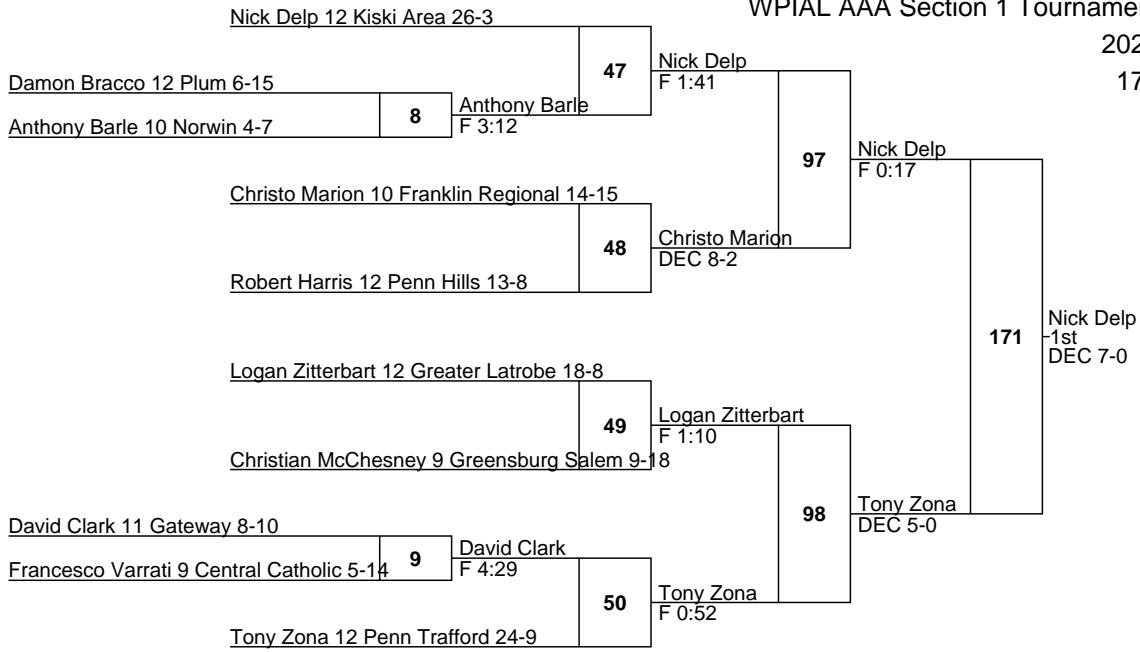 WPIAL AAA Section 1
202
17
Nick Delp 12 Kiski Area 26-3
47
Nick Delp
F 1:41
Damon Bracco 12 Plum 6-15
8
Anthony Barle
F 3:12
Anthony Barle 10 Norwin 4-7
97
Nick Delp
F 0:17
Christo Marion 10 Franklin Regional 14-15
48
Christo Marion
DEC 8-2
Robert Harris 12 Penn Hills 13-8
171
Nick Delp
1st
DEC 7-0
Logan Zitterbart 12 Greater Latrobe 18-8
49
Logan Zitterbart
F 1:10
Christian McChesney 9 Greensburg Salem 9-18
98
Tony Zona
DEC 5-0
David Clark 11 Gateway 8-10
9
David Clark
F 4:29
Francesco Varrati 9 Central Catholic 5-14
50
Tony Zona
F 0:52
Tony Zona 12 Penn Trafford 24-9